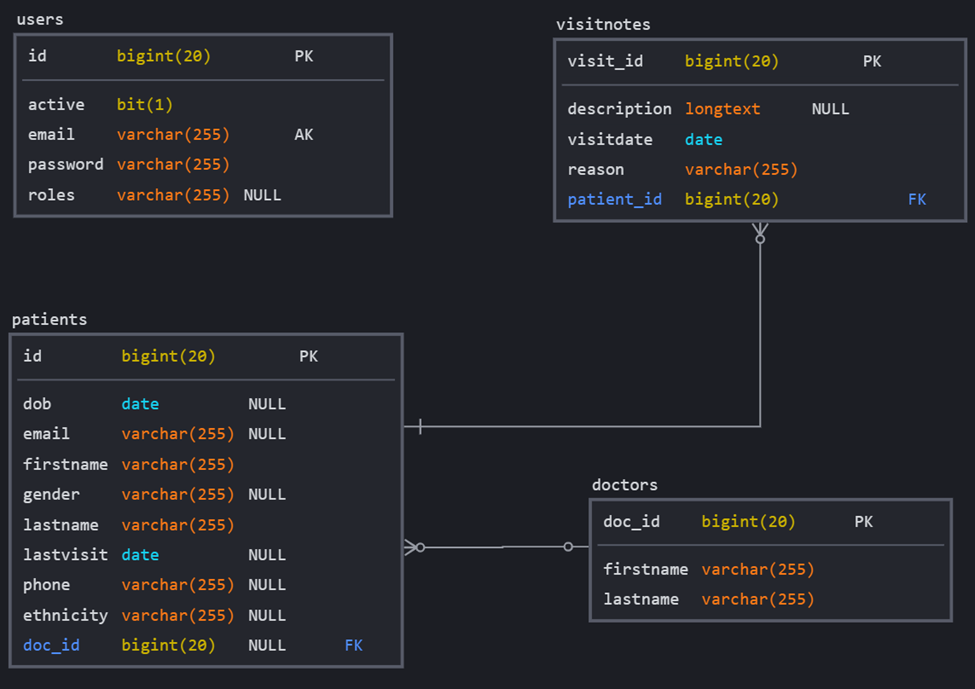 users
id bigint(20) PK
active bit(1)
email varchar(255) AK
password varchar(255)
roles varchar(255) NULL
visitnotes
visit_id bigint(20) PK
description longtext NULL
visitdate date
reason varchar(255)
patient_id bigint(20) FK
patients
id bigint(20) PK
dob date NULL
email varchar(255) NULL
firstname varchar(255)
gender varchar(255) NULL
lastname varchar(255)
lastvisit date NULL
phone varchar(255) NULL
ethnicity varchar(255) NULL
doc_id bigint(20) NULL FK
doctors
doc_id bigint(20) PK
firstname varchar(255)
lastname varchar(255)